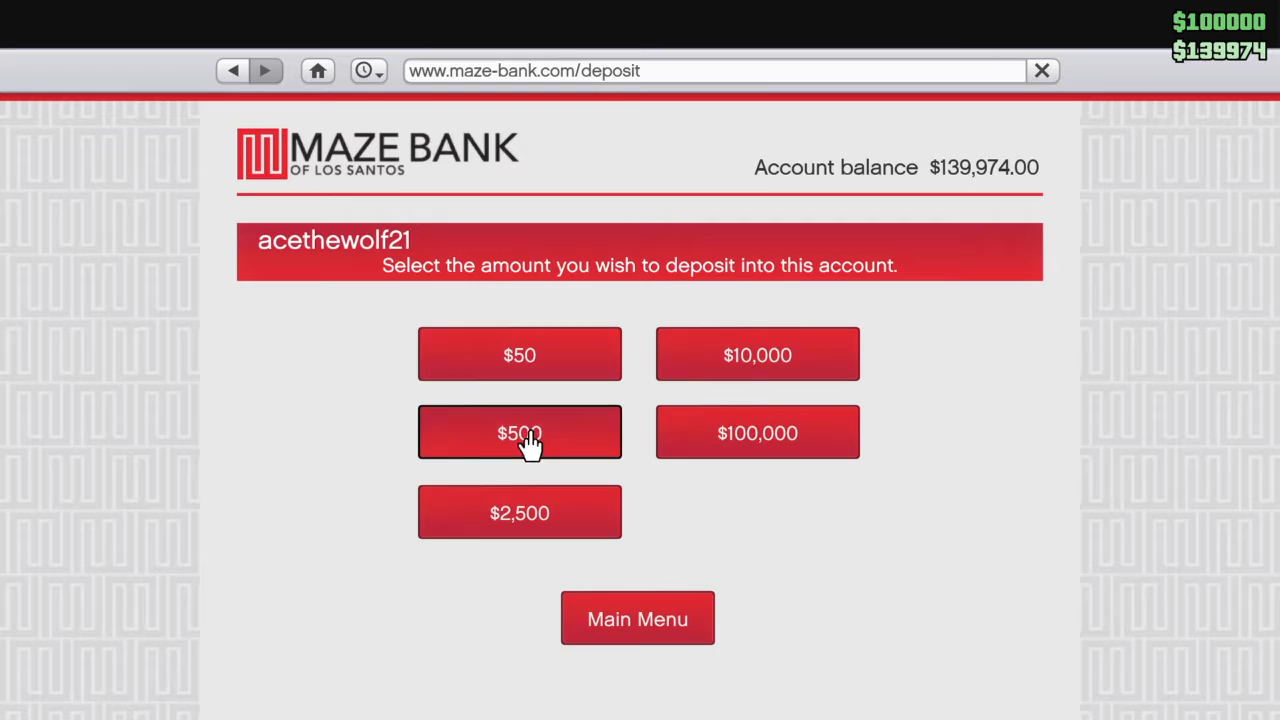 $100000
$139974
www.maze-bank.com/deposit
MAZE BANK
OF LOS SANTOS
Account balance $139,974.00
acethewolf21
Select the amount you wish to deposit into this account.
$50
$10,000
$500
$100,000
$2,500
Main Menu